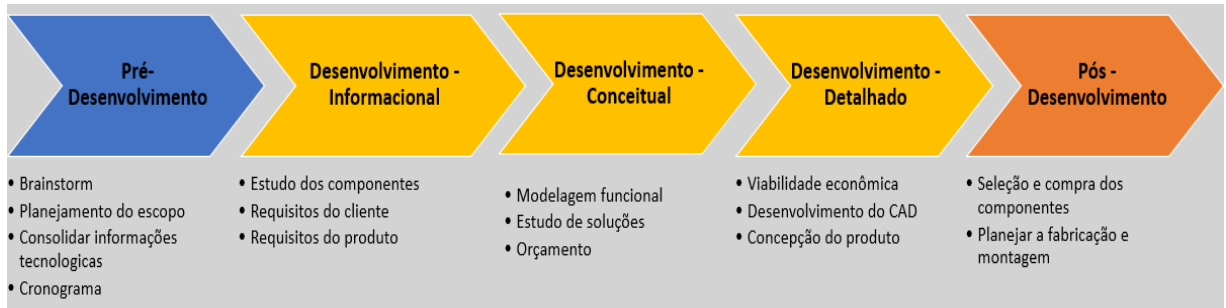 Pré-
Desenvolvimento
Desenvolvimento -
Informacional
Desenvolvimento -
Conceitual
Desenvolvimento -
Detalhado
Pós -
Desenvolvimento
• Brainstorm
• Planejamento do escopo
• Consolidar informações
tecnologicas
• Cronograma
• Estudo dos componentes
• Requisitos do cliente
• Requisitos do produto
• Modelagem funcional
• Estudo de soluções
• Orçamento
• Viabilidade econômica
• Desenvolvimento do CAD
• Concepção do produto
• Seleção e compra dos
componentes
• Planejar a fabricação e
montagem